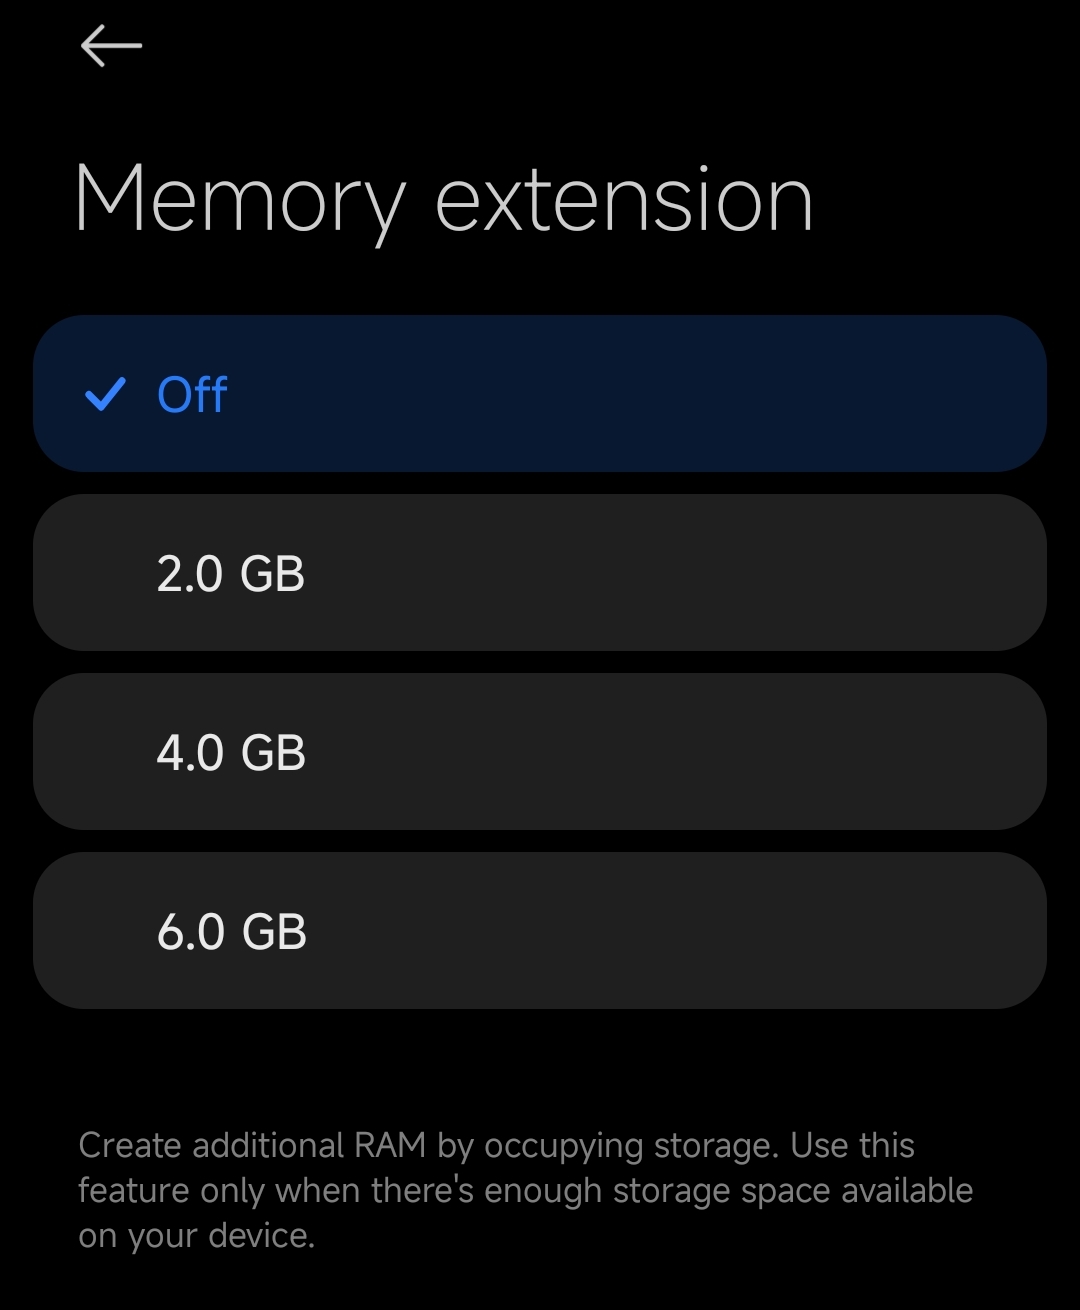 Memory extension
Off
2.0 GB
4.0 GB
6.0 GB
Create additional RAM by occupying storage. Use this
feature only when there's enough storage space available
on your device.